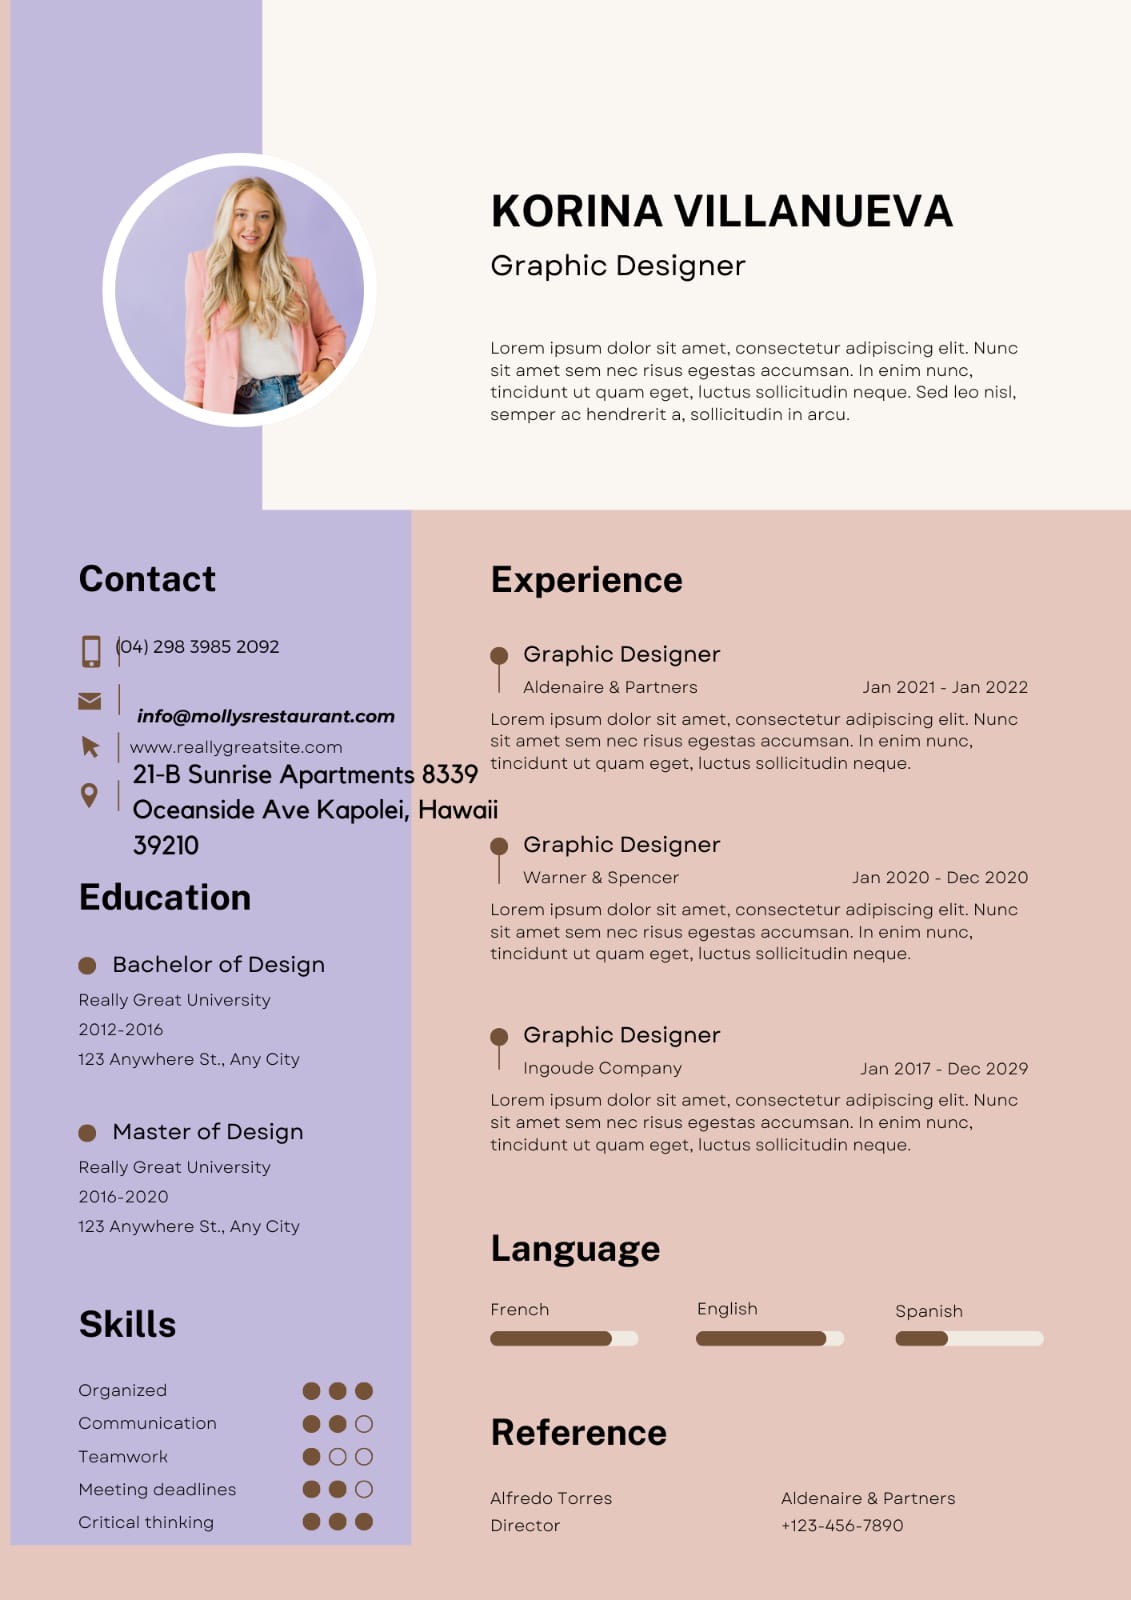 KORINA VILLANUEVA
Graphic Designer
Lorem ipsum dolor sit amet, consectetur adipiscing elit. Nunc
sit amet sem nec risus egestas accumsan. In enim nunc,
tincidunt ut quam eget, luctus sollicitudin neque. Sed leo nisl,
semper ac hendrerit a, sollicitudin in arcu.
Contact
(04) 298 3985 2092
info@mollysrestaurant.com
www.reallygreatsite.com
21-B Sunrise Apartments 8339
Oceanside Ave Kapolei, Hawaii
39210
Education
Bachelor of Design
Really Great University
2012-2016
123 Anywhere St., Any City
Master of Design
Really Great University
2016-2020
123 Anywhere St., Any City
Skills
Organized
Communication
Teamwork
Meeting deadlines
Critical thinking
Experience
Graphic Designer
Aldenaire & Partners Jan 2021 - Jan 2022
Lorem ipsum dolor sit amet, consectetur adipiscing elit. Nunc
sit amet sem nec risus egestas accumsan. In enim nunc,
tincidunt ut quam eget, luctus sollicitudin neque.
Graphic Designer
Warner & Spencer Jan 2020 - Dec 2020
Lorem ipsum dolor sit amet, consectetur adipiscing elit. Nunc
sit amet sem nec risus egestas accumsan. In enim nunc,
tincidunt ut quam eget, luctus sollicitudin neque.
Graphic Designer
Ingoude Company Jan 2017 - Dec 2029
Lorem ipsum dolor sit amet, consectetur adipiscing elit. Nunc
sit amet sem nec risus egestas accumsan. In enim nunc,
tincidunt ut quam eget, luctus sollicitudin neque.
Language
French English Spanish
Reference
Alfredo Torres Aldenaire & Partners
Director +123-456-7890